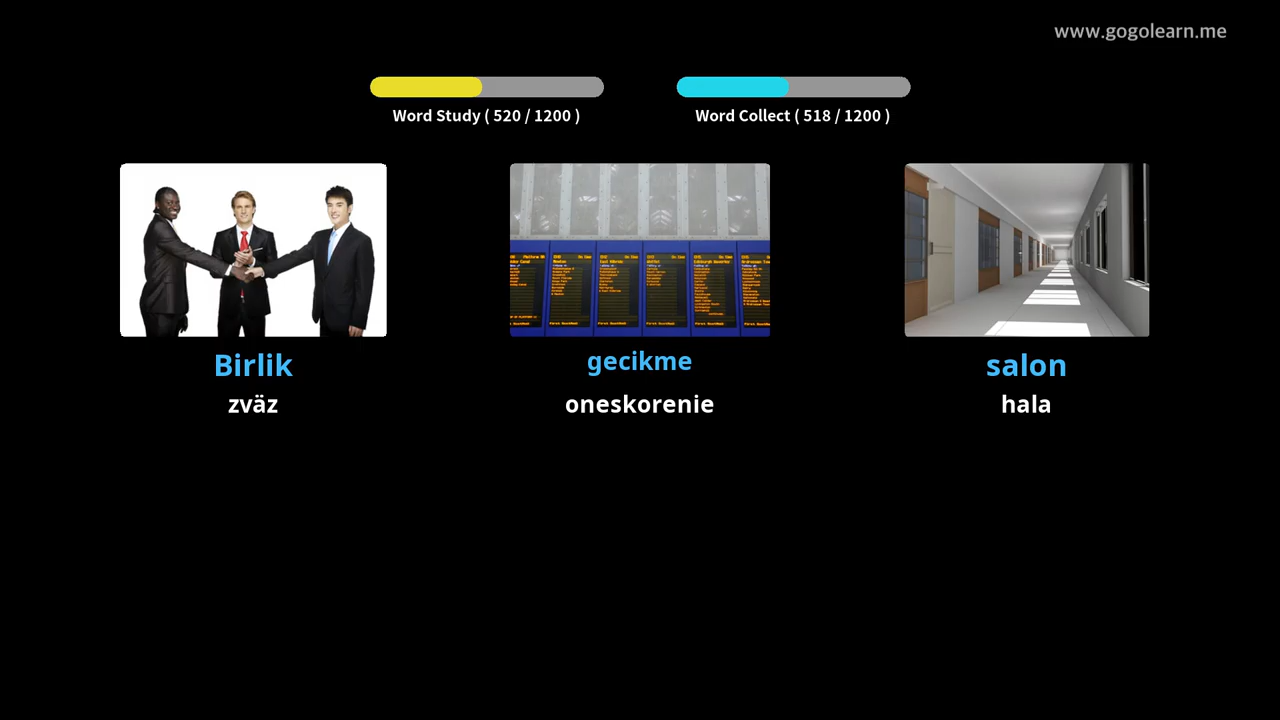 www.gogolearn.me
Word Study ( 520 / 1200 )
Word Collect ( 518 / 1200 )
Birlik
gecikme
salon
zväz
oneskorenie
hala